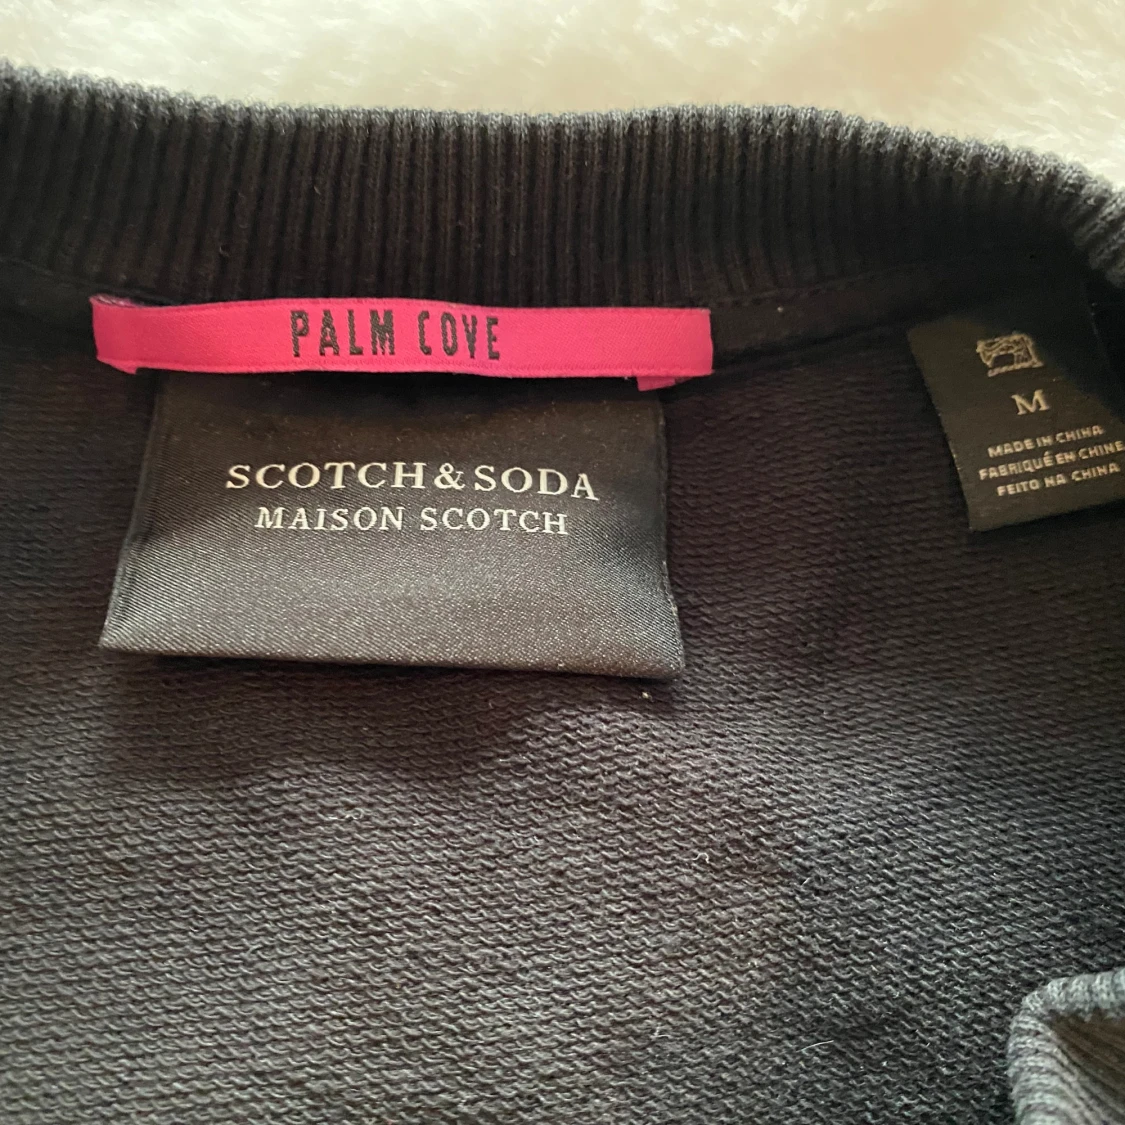 PALM COVE
SCOTCH & SODA
MAISON SCOTCH
M
MADE IN CHINA
FABRIQUÉ EN CHINE
FEITO NA CHINA